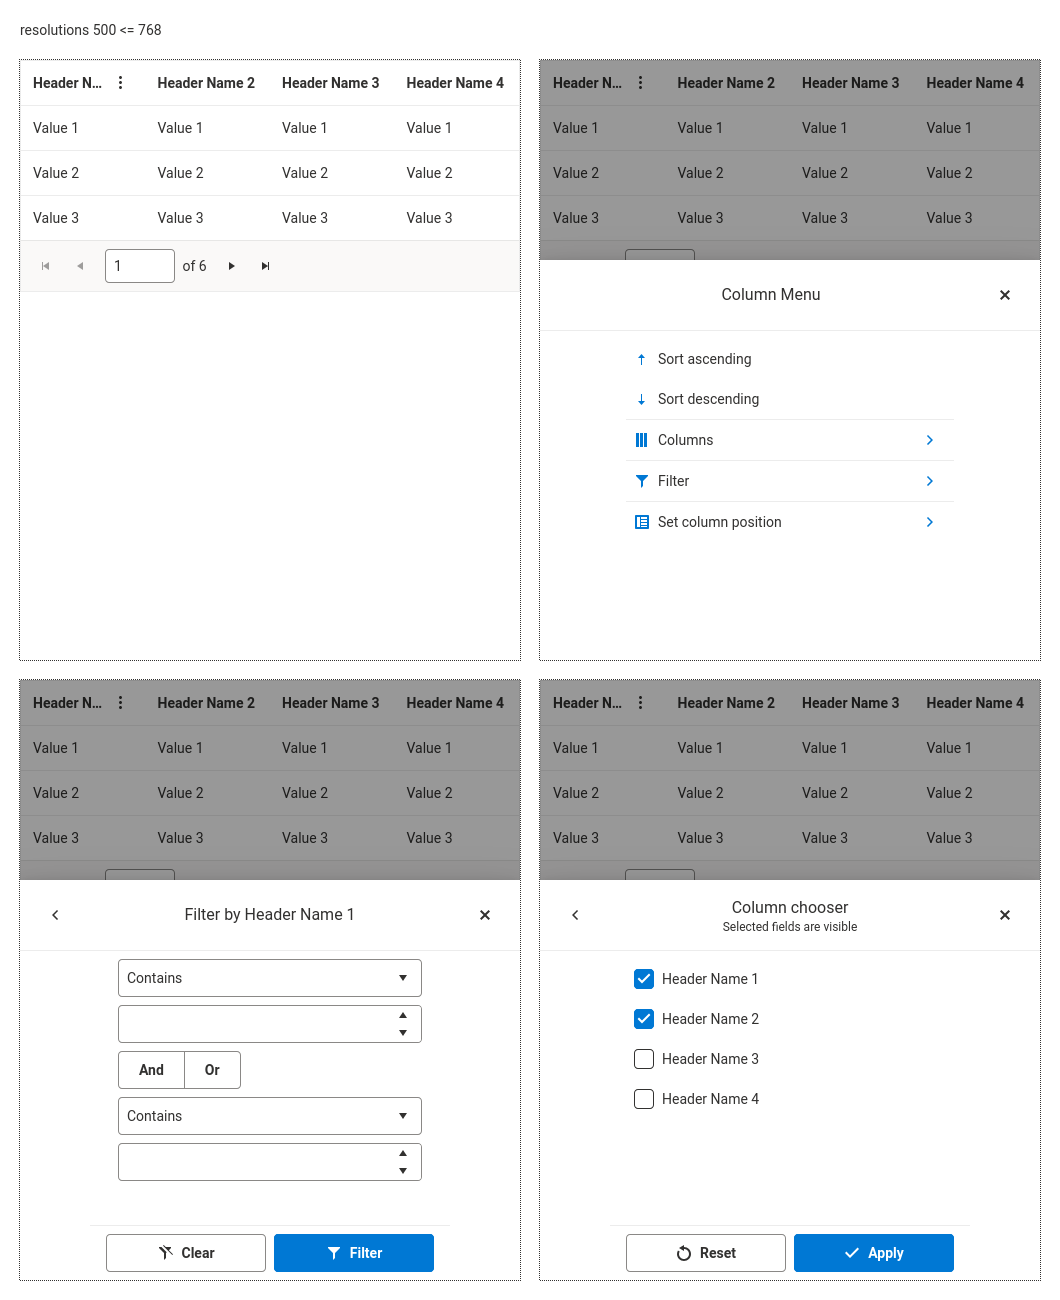 resolutions 500 <= 768
Header N... Header Name 2 Header Name 3 Header Name 4
Value 1 Value 1 Value 1 Value 1
Value 2 Value 2 Value 2 Value 2
Value 3 Value 3 Value 3 Value 3
1 of 6
Header N... Header Name 2 Header Name 3 Header Name 4
Value 1 Value 1 Value 1 Value 1
Value 2 Value 2 Value 2 Value 2
Value 3 Value 3 Value 3 Value 3
Column Menu
Sort ascending
Sort descending
Columns
Filter
Set column position
Header N... Header Name 2 Header Name 3 Header Name 4
Value 1 Value 1 Value 1 Value 1
Value 2 Value 2 Value 2 Value 2
Value 3 Value 3 Value 3 Value 3
Filter by Header Name 1
Contains
And Or
Contains
Clear Filter
Header N... Header Name 2 Header Name 3 Header Name 4
Value 1 Value 1 Value 1 Value 1
Value 2 Value 2 Value 2 Value 2
Value 3 Value 3 Value 3 Value 3
Column chooser
Selected fields are visible
Header Name 1
Header Name 2
Header Name 3
Header Name 4
Reset Apply